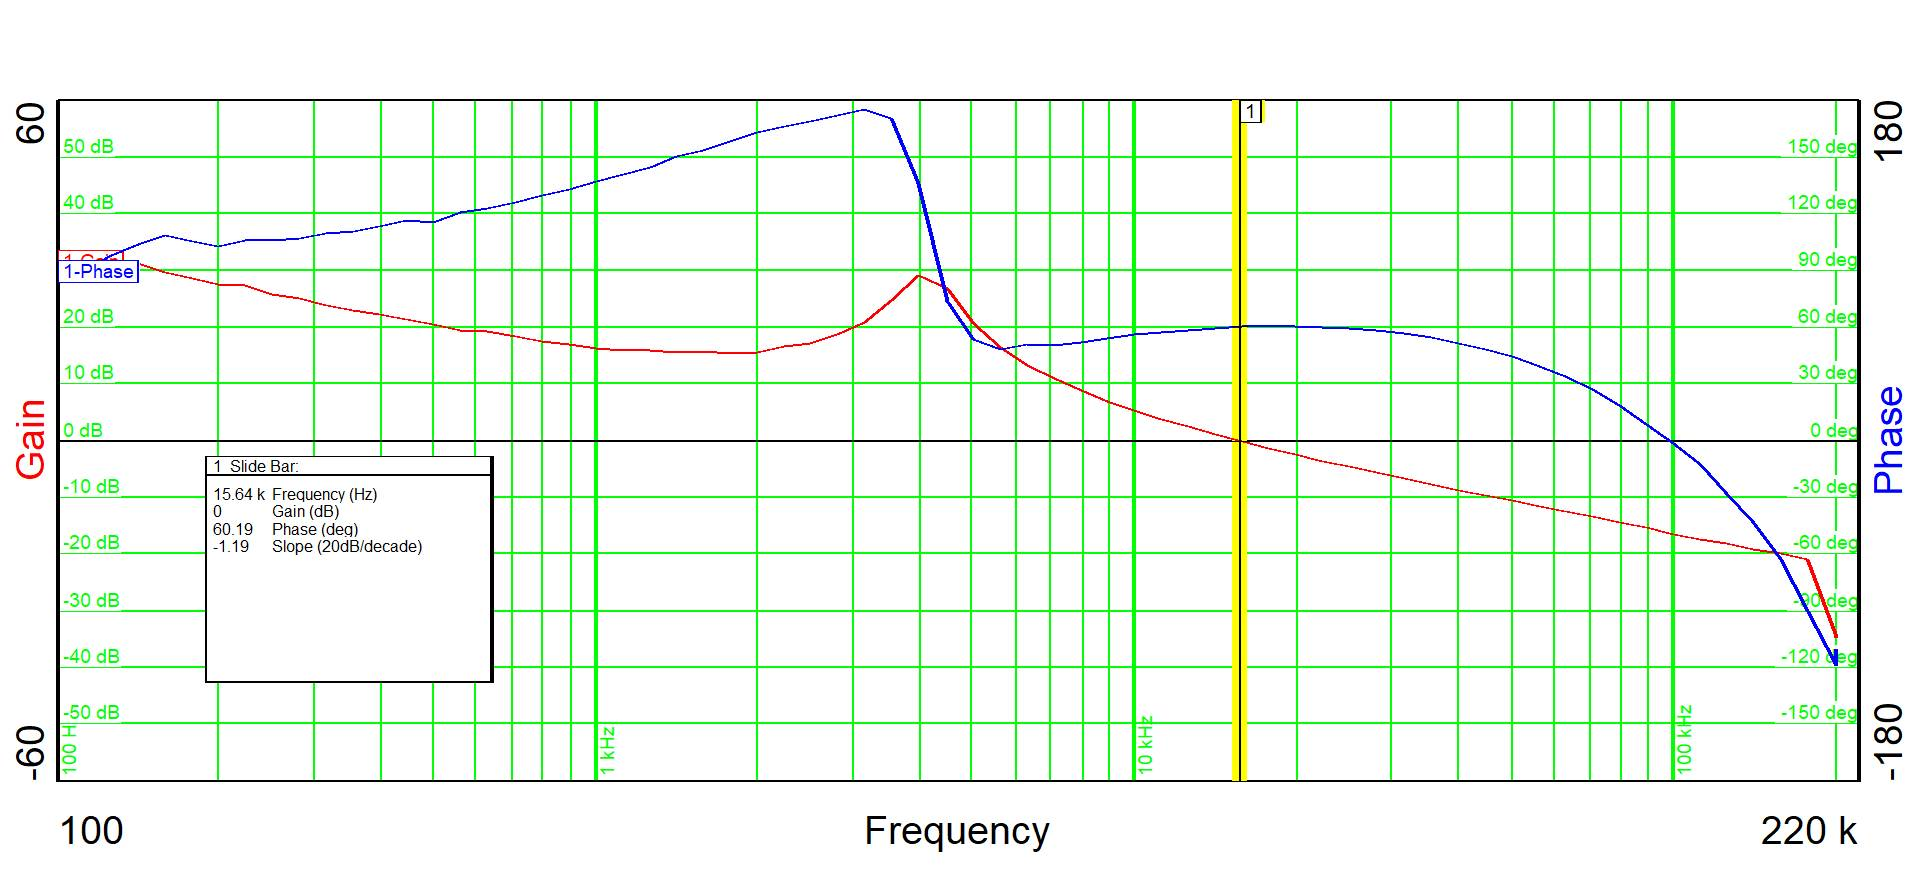 60
180
1
50 dB
150 deg
40 dB
120 deg
1-Gain
90 deg
1-Phase
20 dB
60 deg
10 dB
30 deg
0 dB
0 deg
Gain
Phase
1 Slide Bar:
-10 dB
-30 deg
15.64 k Frequency (Hz)
0 Gain (dB)
60.19 Phase (deg)
-1.19 Slope (20dB/decade)
-20 dB
-60 deg
-30 dB
-90 deg
-40 dB
-120 deg
-50 dB
-150 deg
100 H
1 kHz
10 kHz
100 kHz
-60
-180
100
Frequency
220 k